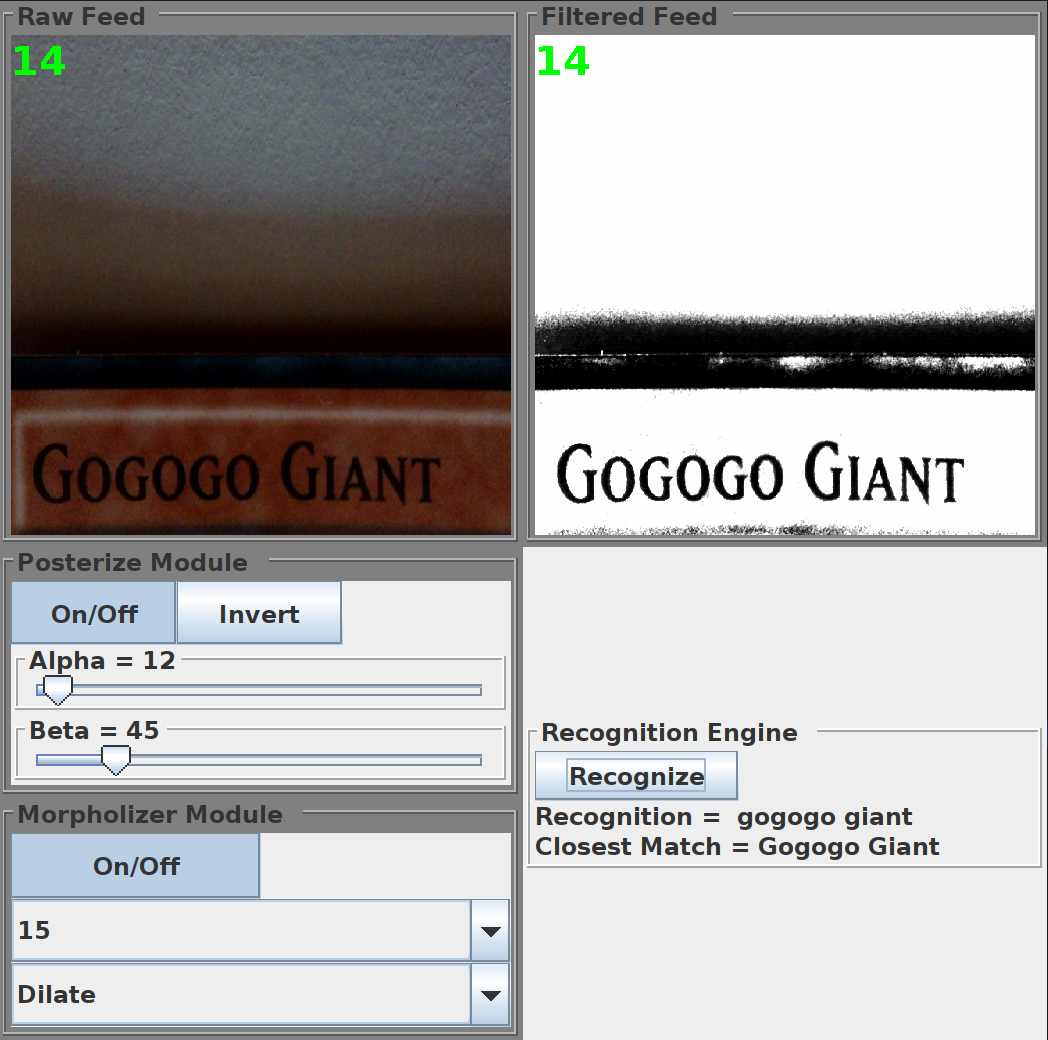 Raw Feed
14
GOGOGO GIANT
Filtered Feed
14
GOGOGO GIANT
Posterize Module
On/Off
Invert
Alpha = 12
Beta = 45
Morpholizer Module
On/Off
15
Dilate
Recognition Engine
Recognize
Recognition = gogogo giant
Closest Match = Gogogo Giant